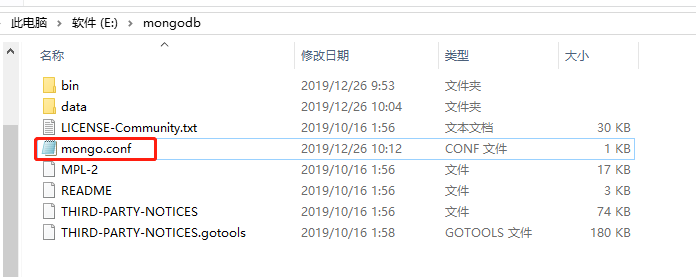 此电脑 > 软件 (E:) > mongodb
名称 修改日期 类型 大小
bin 2019/12/26 9:53 文件夹
data 2019/12/26 10:04 文件夹
LICENSE-Community.txt 2019/10/16 1:56 文本文档 30 KB
mongo.conf 2019/12/26 10:12 CONF 文件 1 KB
MPL-2 2019/10/16 1:56 文件 17 KB
README 2019/10/16 1:56 文件 3 KB
THIRD-PARTY-NOTICES 2019/10/16 1:56 文件 74 KB
THIRD-PARTY-NOTICES.gotools 2019/10/16 1:58 GOTOOLS 文件 180 KB